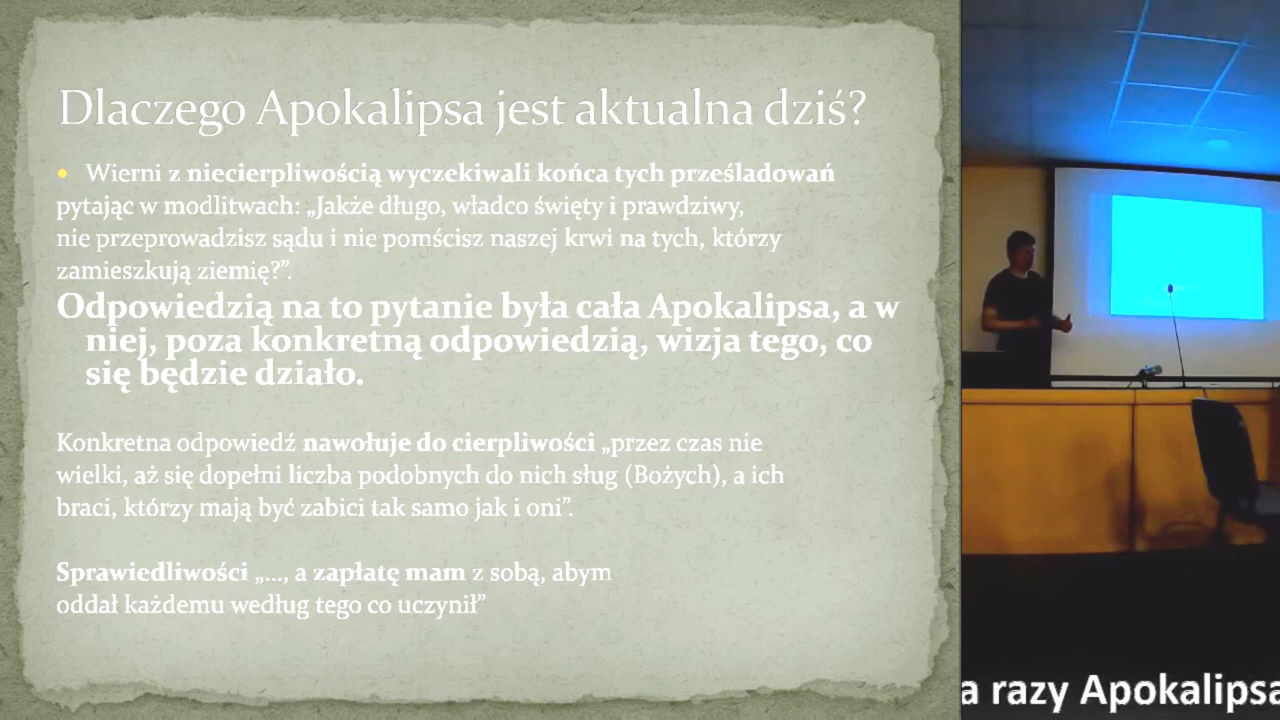 Dlaczego Apokalipsa jest aktualna dziś?
• Wierni z niecierpliwością wyczekiwali końca tych prześladowań
pytając w modlitwach: „Jakże długo, władco święty i prawdziwy,
nie przeprowadzisz sądu i nie pomścisz naszej krwi na tych, którzy
zamieszkują ziemię?”.
Odpowiedzią na to pytanie była cała Apokalipsa, a w
niej, poza konkretną odpowiedzią, wizja tego, co
się będzie działo.
Konkretna odpowiedź nawołuje do cierpliwości „przez czas nie
wielki, aż się dopełni liczba podobnych do nich sług (Bożych), a ich
braci, którzy mają być zabici tak samo jak i oni”.
Sprawiedliwości „..., a zapłatę mam z sobą, abym
oddał każdemu według tego co uczynił”
a razy Apokalipsa